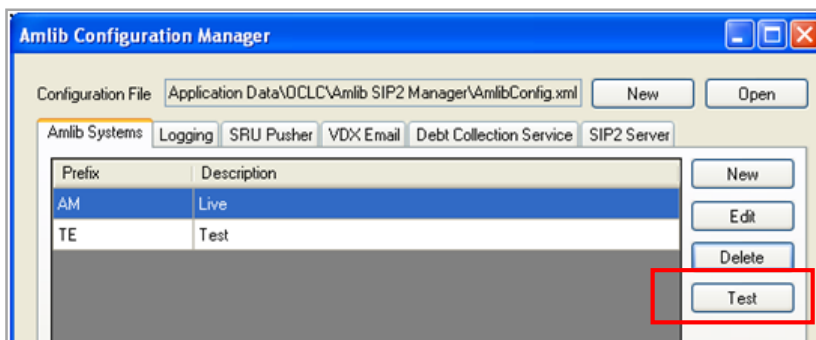 Amlib Configuration Manager
Configuration File Application Data\OCLC\Amlib SIP2 Manager\AmlibConfig.xml New Open
Amlib Systems Logging SRU Pusher VDX Email Debt Collection Service SIP2 Server
Prefix Description New
AM Live Edit
TE Test
Delete
Test